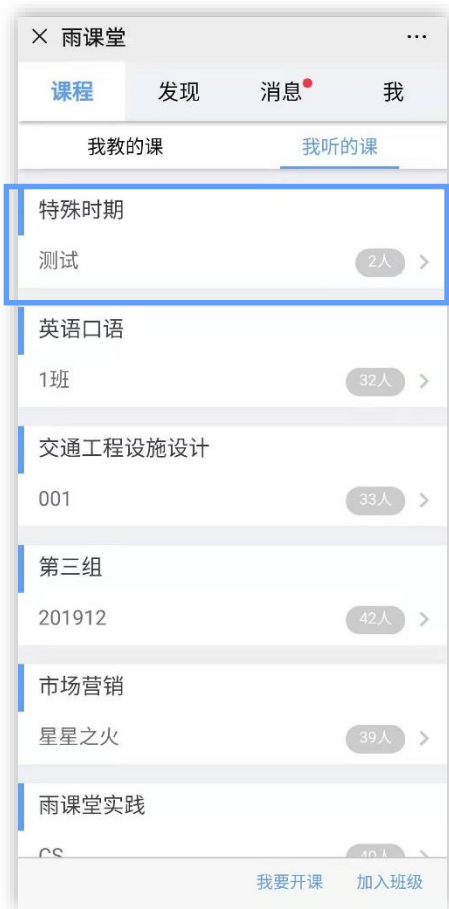 × 雨课堂 ...
课程 发现 消息 我
我教的课 我听的课
特殊时期
测试 2人 >
英语口语
1班 32人 >
交通工程设施设计
001 33人 >
第三组
201912 42人 >
市场营销
星星之火 39人 >
雨课堂实践
CS 40人 >
我要开课 加入班级